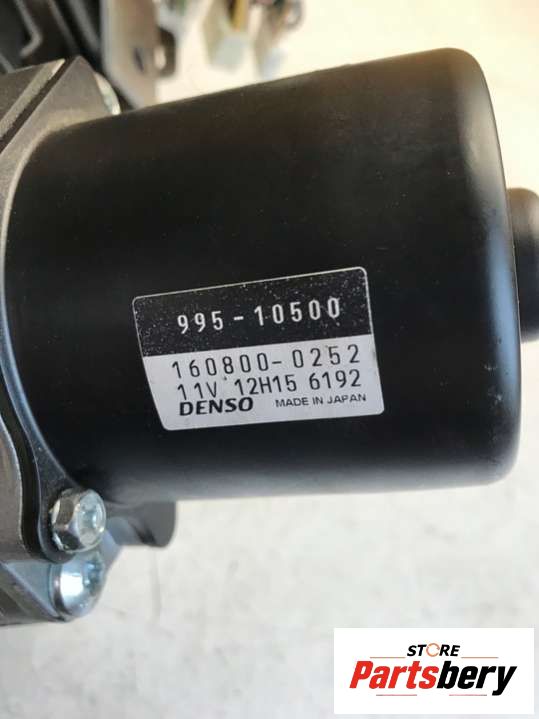 995-10500
160800-0252
11V 12H15 6192
DENSO MADE IN JAPAN
STORE
Partsbery